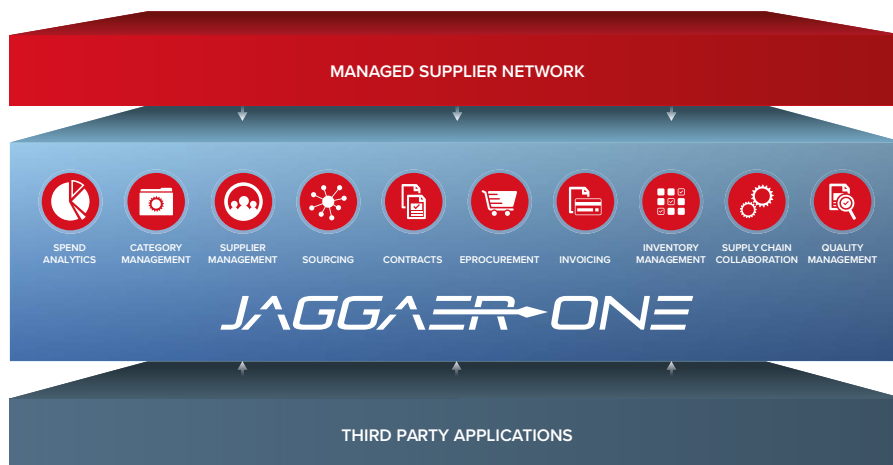 MANAGED SUPPLIER NETWORK
SPEND
ANALYTICS
CATEGORY
MANAGEMENT
SUPPLIER
MANAGEMENT
SOURCING
CONTRACTS
EPROCUREMENT
INVOICING
INVENTORY
MANAGEMENT
SUPPLY CHAIN
COLLABORATION
QUALITY
MANAGEMENT
JAGGAER ONE
THIRD PARTY APPLICATIONS